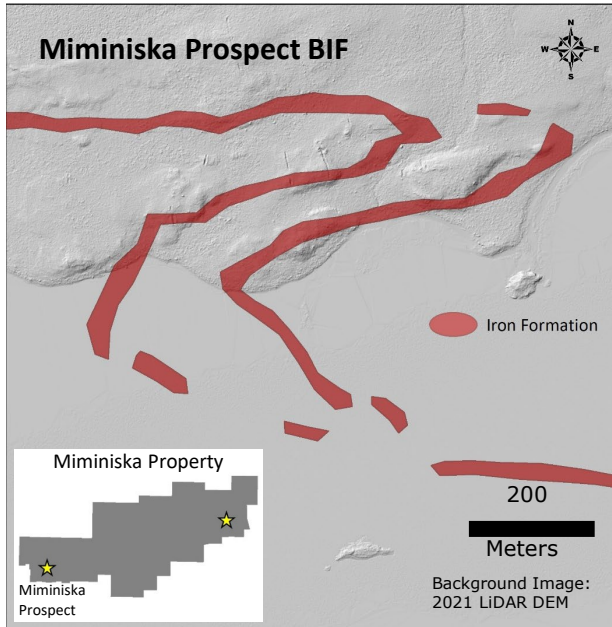 Miminiska Prospect BIF
N
W E
S
Iron Formation
Miminiska Property
Miminiska
Prospect
200
Meters
Background Image:
2021 LiDAR DEM